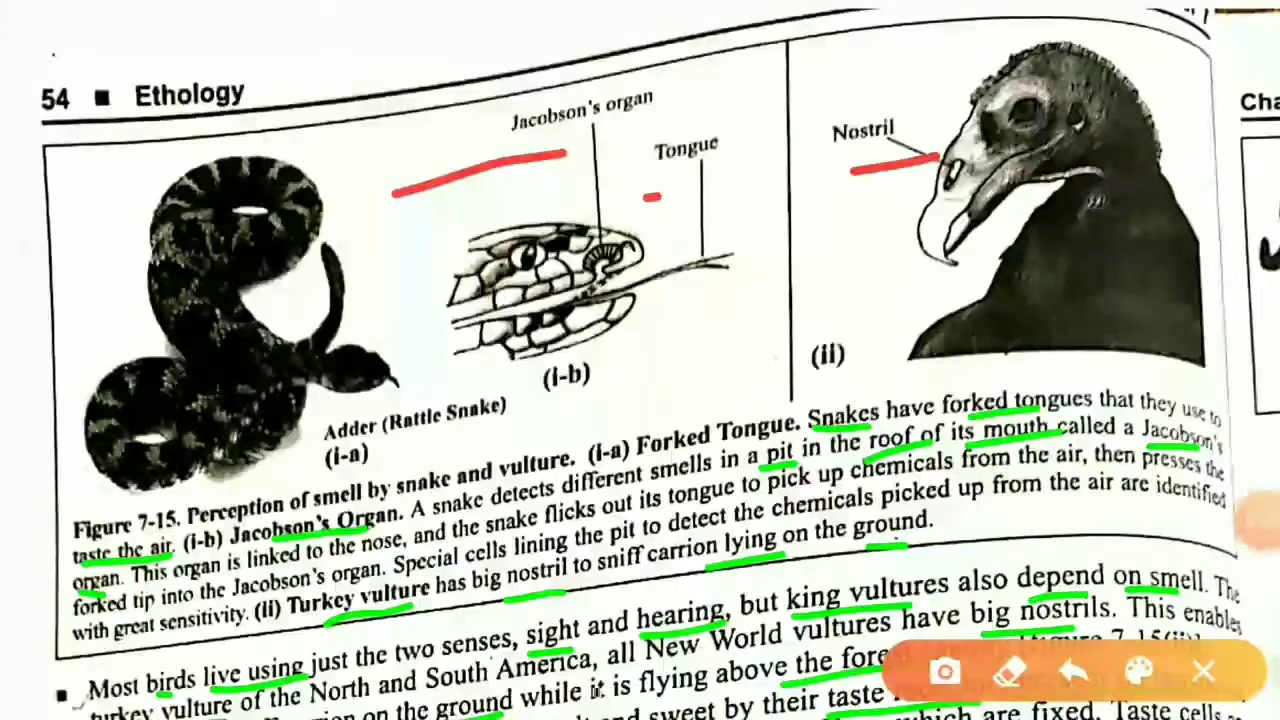 54 ■ Ethology
Cha
Jacobson's organ
Tongue
Nostril
(i-b)
(ii)
Adder (Rattle Snake)
(i-a)
Figure 7-15. Perception of smell by snake and vulture. (i-a) Forked Tongue. Snakes have forked tongues that they use to
taste the air. (i-b) Jacobson's Organ. A snake detects different smells in a pit in the roof of its mouth called a Jacobson's
organ. This organ is linked to the nose, and the snake flicks out its tongue to pick up chemicals from the air, then presses the
forked tip into the Jacobson's organ. Special cells lining the pit to detect the chemicals picked up from the air are identified
with great sensitivity. (ii) Turkey vulture has big nostril to sniff carrion lying on the ground.
■ Most birds live using just the two senses, sight and hearing, but king vultures also depend on smell. The
turkey vulture of the North and South America, all New World vultures have big nostrils. This enables
on the ground while it is flying above the fore 7-15(ii)
and sweet by their taste which are fixed. Taste cells